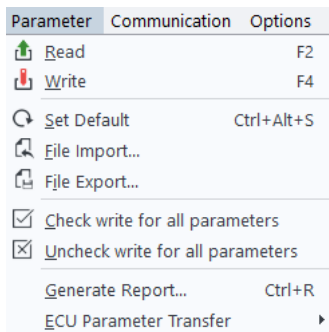 Parameter Communication Options
Read F2
Write F4
Set Default Ctrl+Alt+S
File Import...
File Export...
Check write for all parameters
Uncheck write for all parameters
Generate Report... Ctrl+R
ECU Parameter Transfer